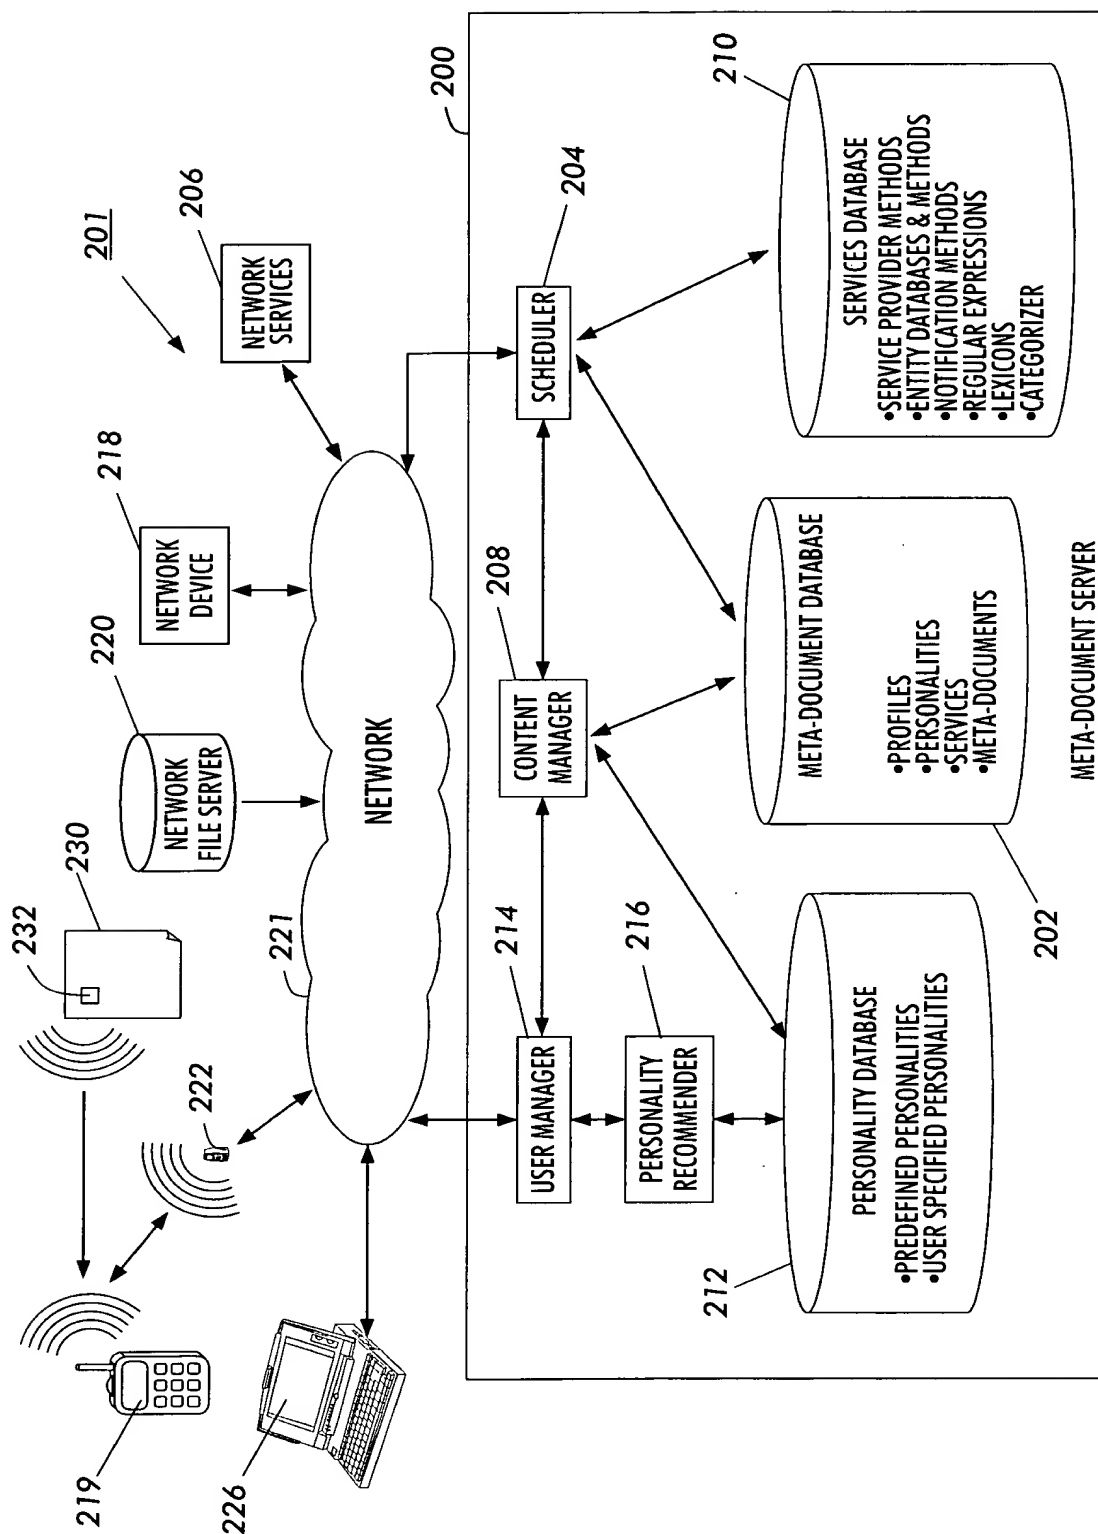 201
206
NETWORK
SERVICES
218
NETWORK
DEVICE
220
NETWORK
FILE SERVER
230
232
222
219
226
221
NETWORK
200
204
SCHEDULER
208
CONTENT
MANAGER
214
USER MANAGER
216
PERSONALITY
RECOMMENDER
212
PERSONALITY DATABASE
•PREDEFINED PERSONALITIES
•USER SPECIFIED PERSONALITIES
202
META-DOCUMENT DATABASE
•PROFILES
•PERSONALITIES
•SERVICES
•META-DOCUMENTS
210
SERVICES DATABASE
•SERVICE PROVIDER METHODS
•ENTITY DATABASES & METHODS
•NOTIFICATION METHODS
•REGULAR EXPRESSIONS
•LEXICONS
•CATEGORIZER
META-DOCUMENT SERVER